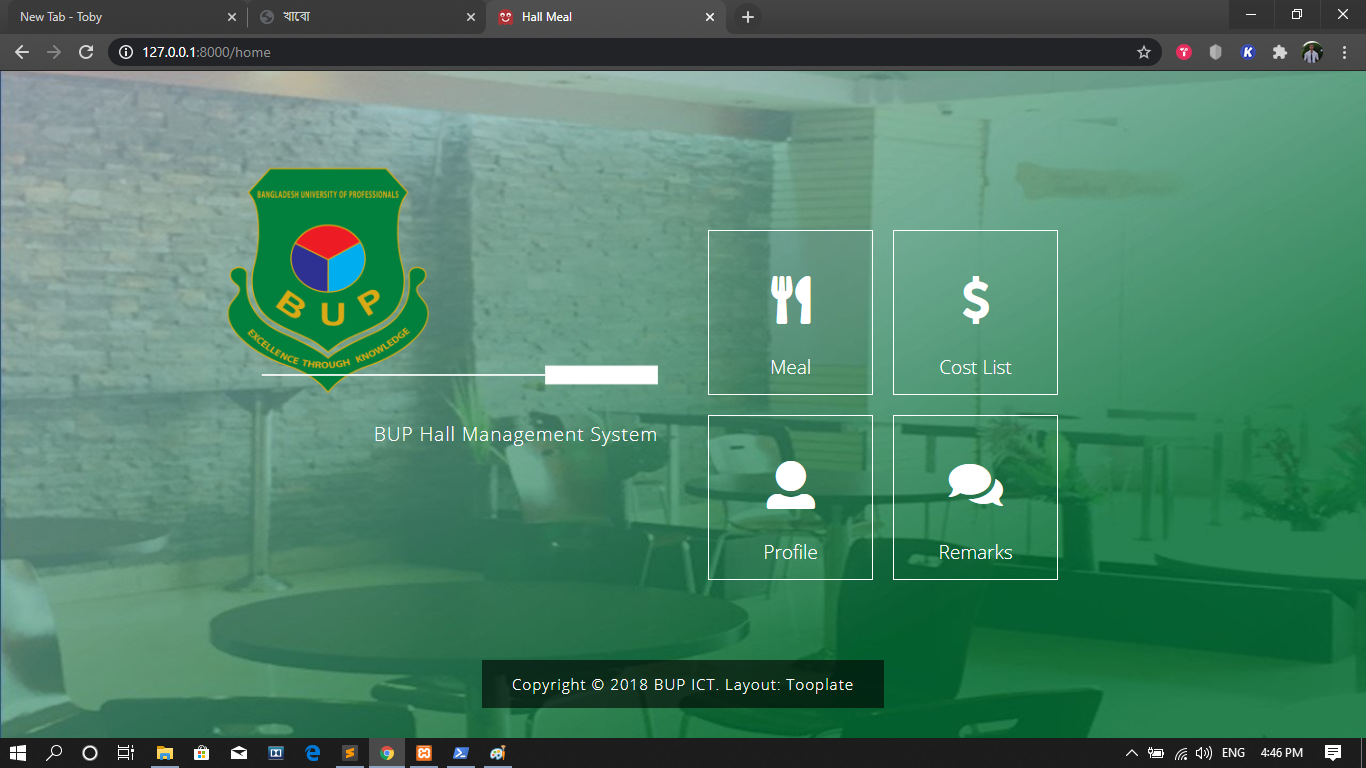 New Tab - Toby
খাবো
Hall Meal
127.0.0.1:8000/home
BANGLADESH UNIVERSITY OF PROFESSIONALS
BUP
EXCELLENCE THROUGH KNOWLEDGE
BUP Hall Management System
Meal
Cost List
Profile
Remarks
Copyright © 2018 BUP ICT. Layout: Tooplate
ENG
4:46 PM